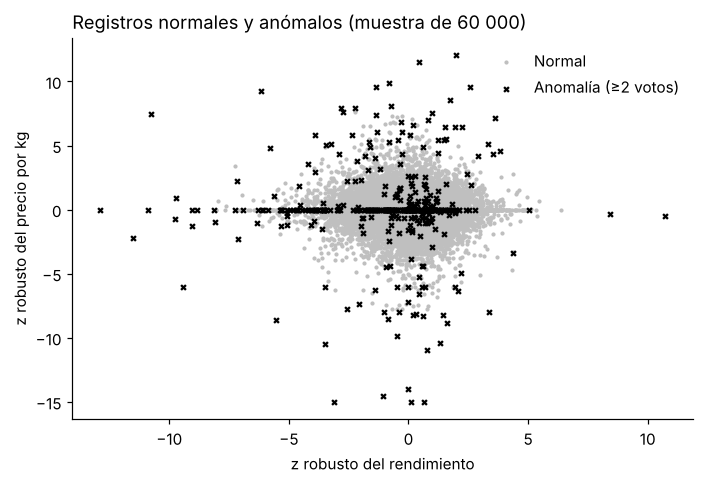 Registros normales y anómalos (muestra de 60 000)
Normal
Anomalía (≥2 votos)
10
5
0
−5
−10
−15
z robusto del precio por kg
−10
−5
0
5
10
z robusto del rendimiento